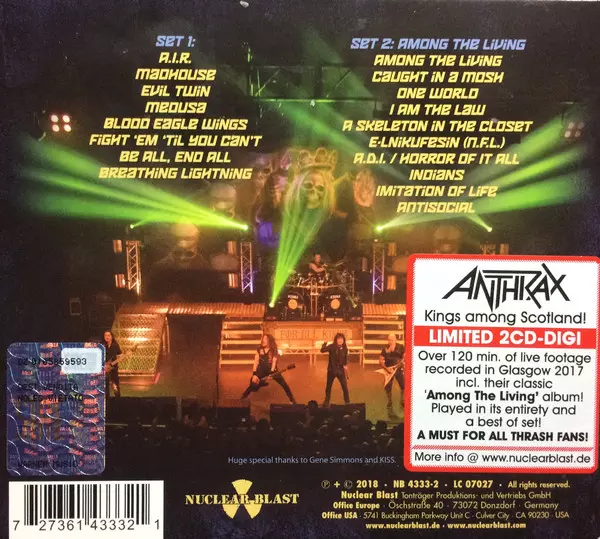 SET 1:
A.I.R.
MADHOUSE
EVIL TWIN
MEDUSA
BLOOD EAGLE WINGS
FIGHT 'EM 'TIL YOU CAN'T
BE ALL, END ALL
BREATHING LIGHTNING
SET 2: AMONG THE LIVING
AMONG THE LIVING
CAUGHT IN A MOSH
ONE WORLD
I AM THE LAW
A SKELETON IN THE CLOSET
E-LNIKUFESIN (N.F.L.)
A.D.I. / HORROR OF IT ALL
INDIANS
IMITATION OF LIFE
ANTISOCIAL
ANTHRAX
Kings among Scotland!
LIMITED 2CD-DIGI
Over 120 min. of live footage
recorded in Glasgow 2017
incl. their classic
'Among The Living' album!
Played in its entirety and
a best of set!
A MUST FOR ALL THRASH FANS!
More info @ www.nuclearblast.de
NOLEG VIETATO
Huge special thanks to Gene Simmons and KISS.
NUCLEAR BLAST
℗ + © 2018 · NB 4333-2 · LC 07027 · All rights reserved.
Nuclear Blast Tonträger Produktions- und Vertriebs GmbH
Office Europe - Oschstraße 40 - 73072 Donzdorf - Germany
Office USA - 5741 Buckingham Parkway Unit C - Culver City - CA 90230 - USA
www.nuclearblast.de www.nuclearblast.com
7 27361 43332 1